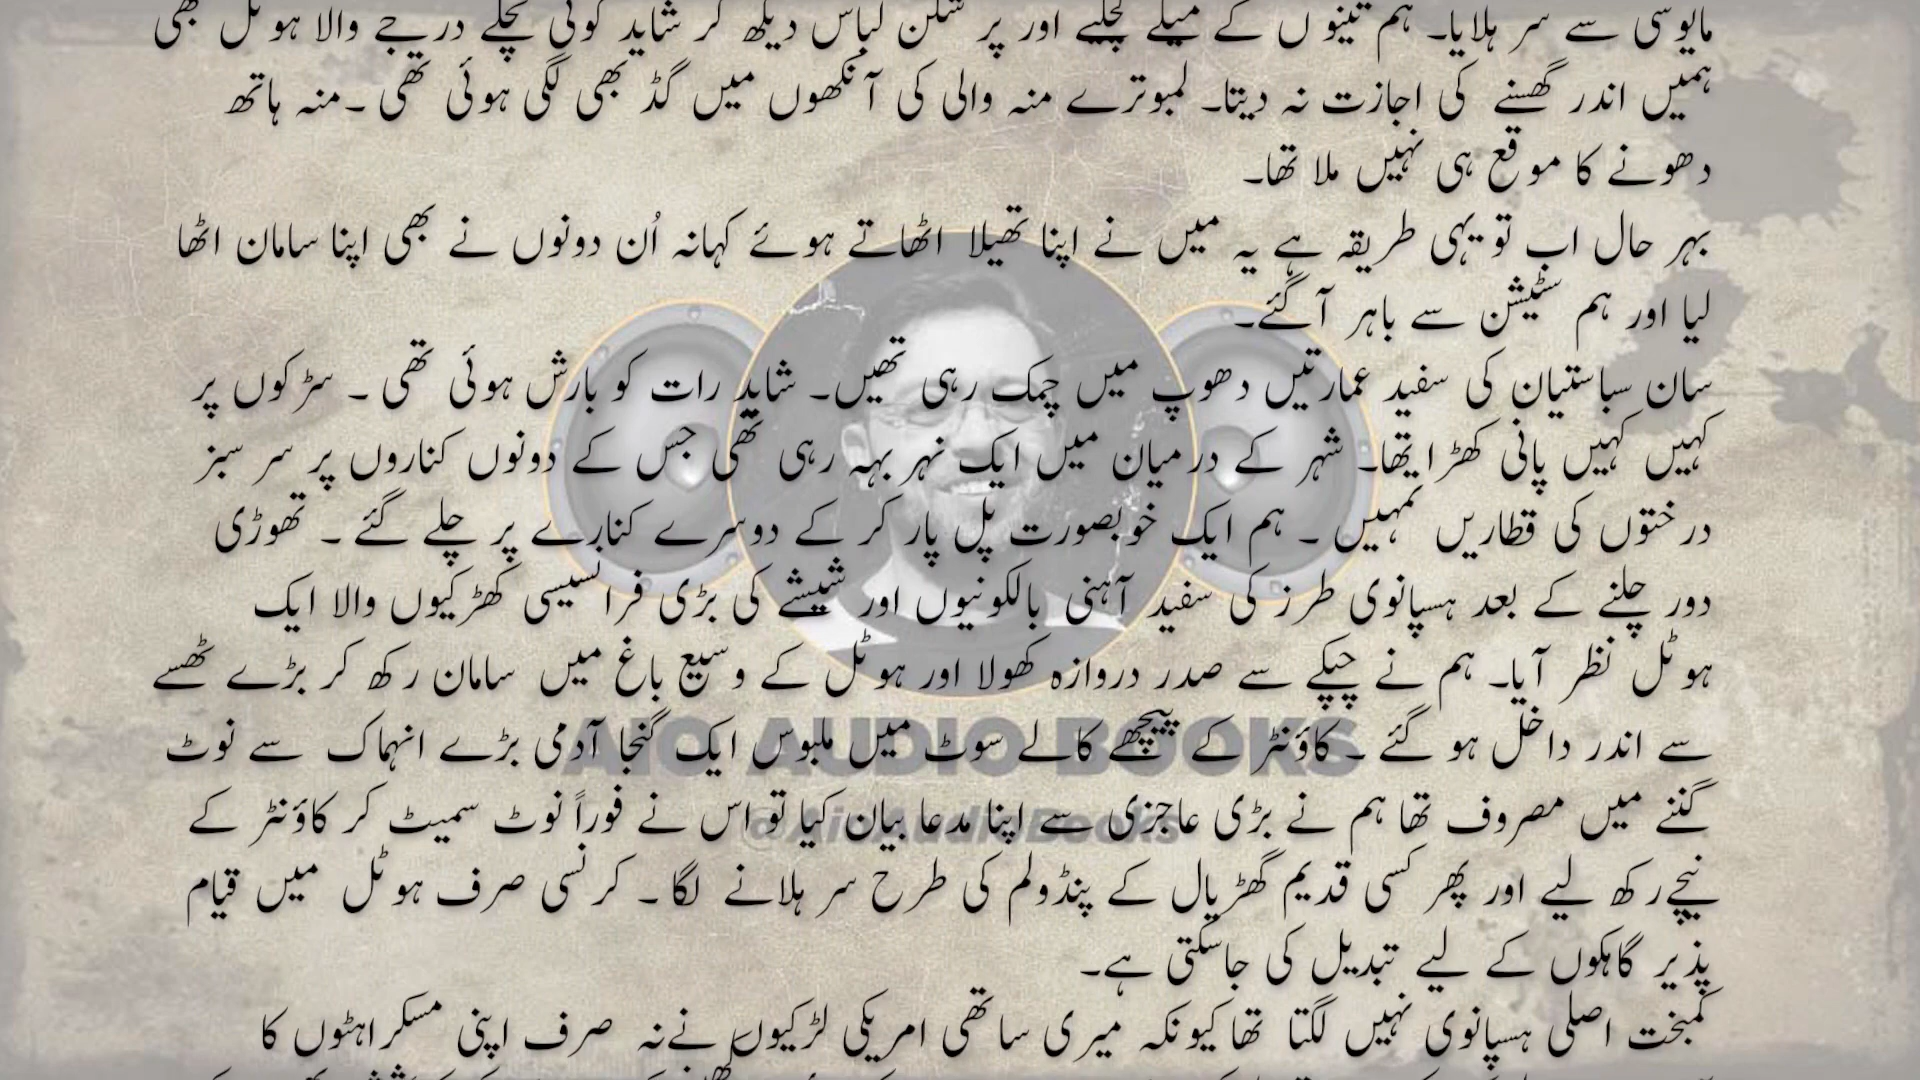 مایوسی سے سر ہلایا۔ ہم تینوں کے میلے کچیلے اور پر شکن لباس دیکھ کر شاید کوئی نچلے درجے والا ہوٹل بھی
ہمیں اندر گھسنے کی اجازت نہ دیتا۔ لمبوترے منہ والی کی آنکھوں میں گڈ بھی لگی ہوئی تھی ۔منہ ہاتھ
دھونے کا موقع ہی نہیں ملا تھا۔
بہر حال اب تو یہی طریقہ ہے یہ میں نے اپنا تھیلا اٹھاتے ہوئے کہانہ اُن دونوں نے بھی اپنا سامان اٹھا
لیا اور ہم سٹیشن سے باہر آگئے۔
سان سباستیان کی سفید عمارتیں دھوپ میں چمک رہی تھیں۔ شاید رات کو بارش ہوئی تھی ۔ سڑکوں پر
کہیں کہیں پانی کھڑا تھا۔ شہر کے درمیان میں ایک نہر بہہ رہی تھی جس کے دونوں کناروں پر سر سبز
درختوں کی قطاریں تمہیں ۔ ہم ایک خوبصورت پل پار کر کے دوسرے کنارے پر چلے گئے ۔ تھوڑی
دور چلنے کے بعد ہسپانوی طرز کی سفید آہنی بالکونیوں اور شیشے کی بڑی فرانسیسی کھڑکیوں والا ایک
ہوٹل نظر آیا۔ ہم نے چپکے سے صدر دروازہ کھولا اور ہوٹل کے وسیع باغ میں سامان رکھ کر بڑے ٹھسے
سے اندر داخل ہو گئے ۔ کاؤنٹر کے پیچھے کالے سوٹ میں ملبوس ایک گنجا آدمی بڑے انہماک سے نوٹ
گننے میں مصروف تھا ہم نے بڑی عاجزی سے اپنا مدعا بیان کیا تو اس نے فوراً نوٹ سمیٹ کر کاؤنٹر کے
نیچے رکھ لیے اور پھر کسی قدیم گھڑیال کے پنڈولم کی طرح سر ہلانے لگا ۔ کرنسی صرف ہوٹل میں قیام
پذیر گاہکوں کے لیے تبدیل کی جاسکتی ہے۔
کمبخت اصلی ہسپانوی نہیں لگتا تھا کیونکہ میری ساتھی امریکی لڑکیوں نے نہ صرف اپنی مسکراہٹوں کا
AIO AUDIO BOOKS
@AioAudioBooks